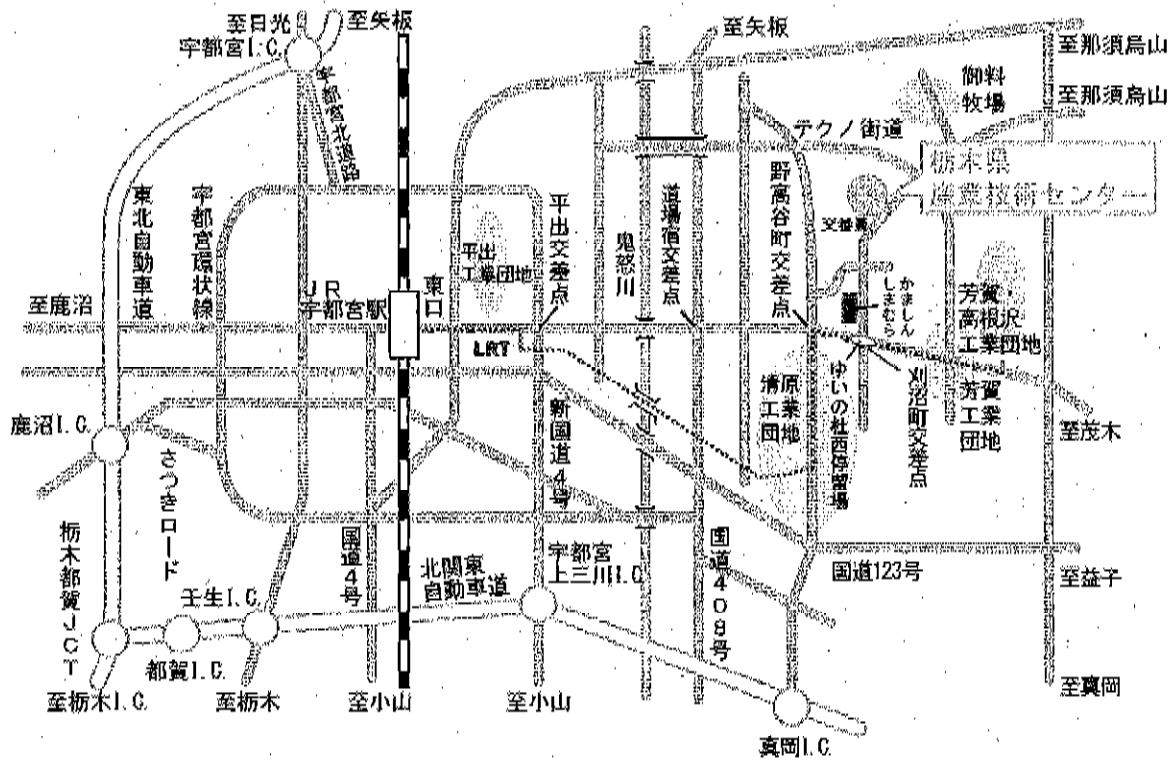 至日光
宇都宮I.C.
至矢板
至矢板
至那須烏山
御料
牧場
至那須烏山
テクノ街道
栃木県
産業技術センター
宇都宮北道路
東北自動車道
宇都宮環状線
平出
工業団地
平出交差点
鬼怒川
道場宿交差点
野高谷町交差点
交番
かましん
しまむら
芳賀・
高根沢
工業団地
至鹿沼
JR
宇都宮駅
東口
LRT
清原
工業
団地
ゆいの杜西停留場
刈沼町交差点
芳賀
工業
団地
至茂木
鹿沼I.C.
さつきロード
新国道4号
栃木都賀JCT
国道4号
北関東
自動車道
宇都宮
上三川I.C.
国道408号
国道123号
至益子
壬生I.C.
都賀I.C.
至栃木I.C.
至栃木
至小山
至小山
至真岡
真岡I.C.